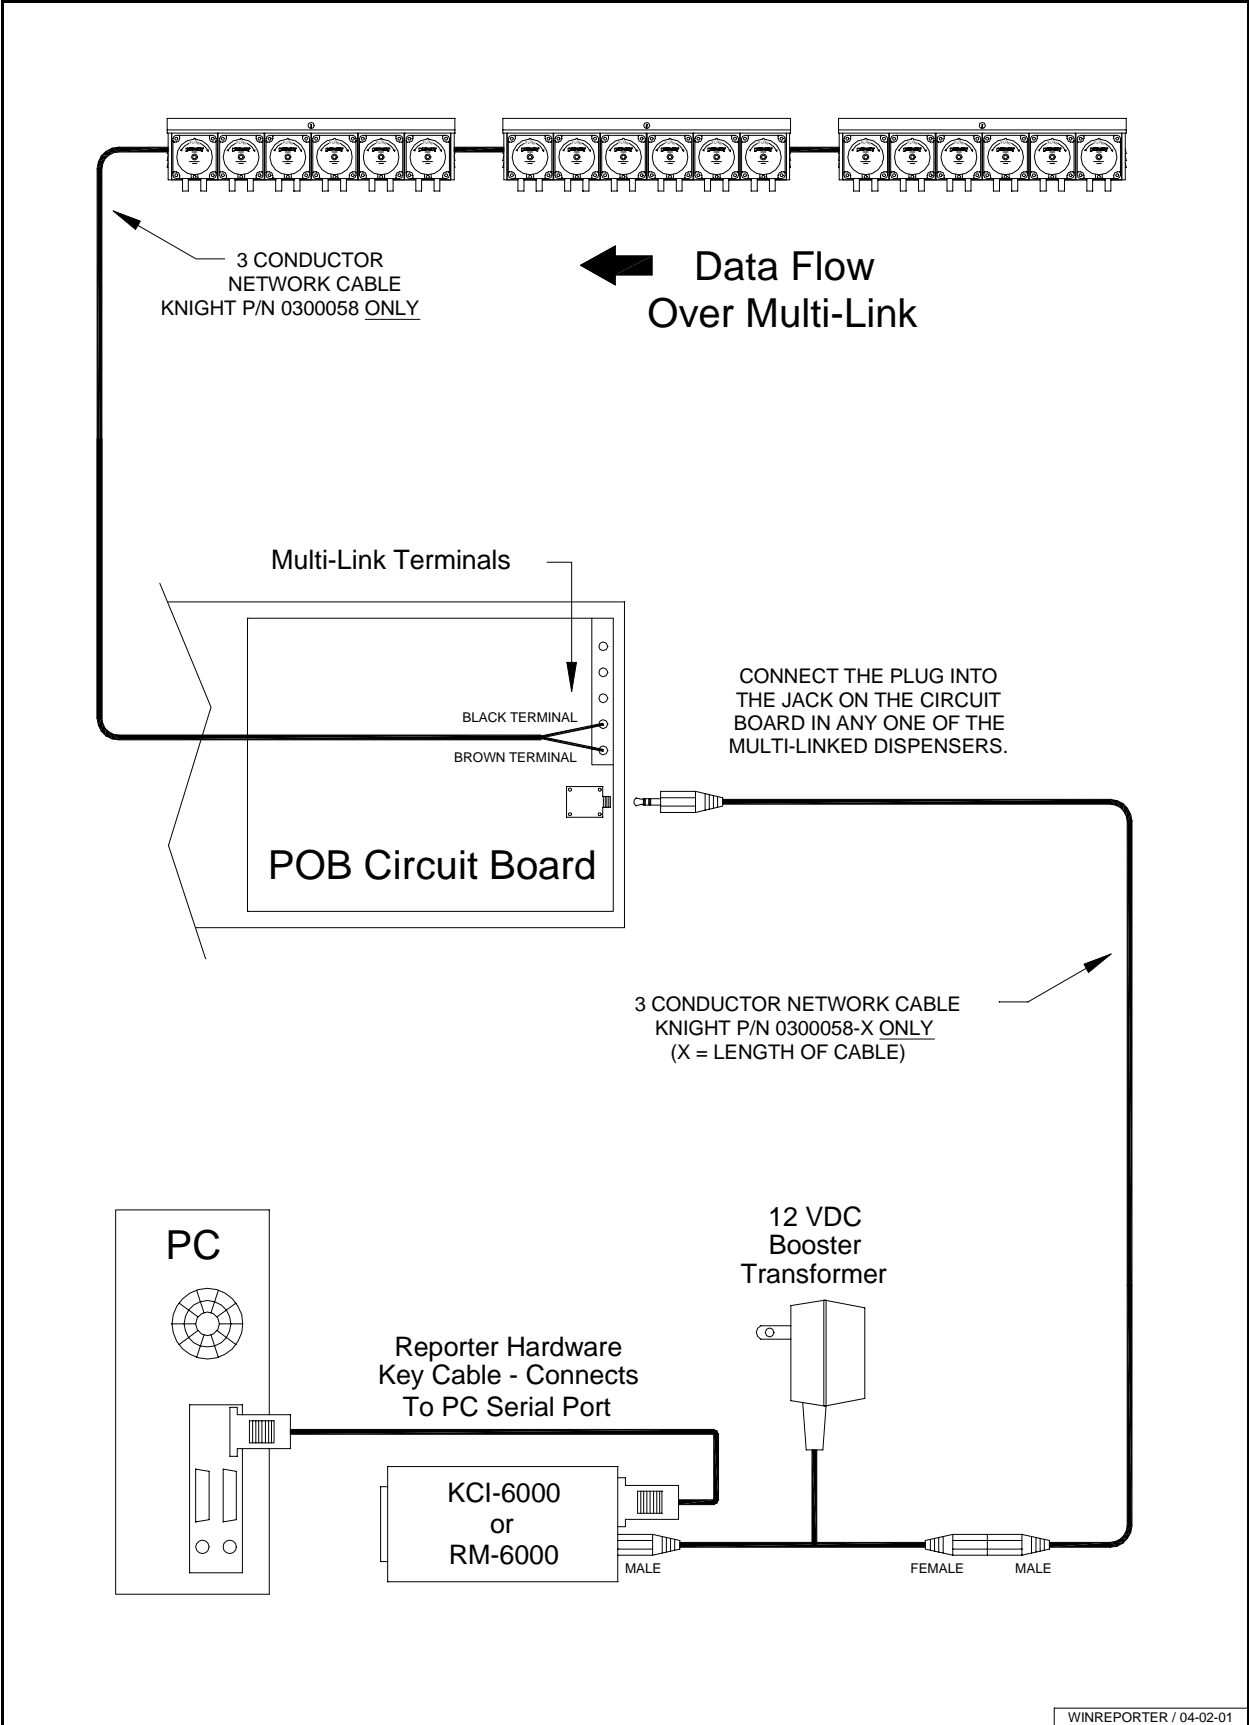 3 CONDUCTOR
NETWORK CABLE
KNIGHT P/N 0300058 ONLY
Data Flow
Over Multi-Link
Multi-Link Terminals
BLACK TERMINAL
BROWN TERMINAL
POB Circuit Board
CONNECT THE PLUG INTO
THE JACK ON THE CIRCUIT
BOARD IN ANY ONE OF THE
MULTI-LINKED DISPENSERS.
3 CONDUCTOR NETWORK CABLE
KNIGHT P/N 0300058-X ONLY
(X = LENGTH OF CABLE)
PC
12 VDC
Booster
Transformer
Reporter Hardware
Key Cable - Connects
To PC Serial Port
KCI-6000
or
RM-6000
MALE
FEMALE
MALE
WINREPORTER / 04-02-01